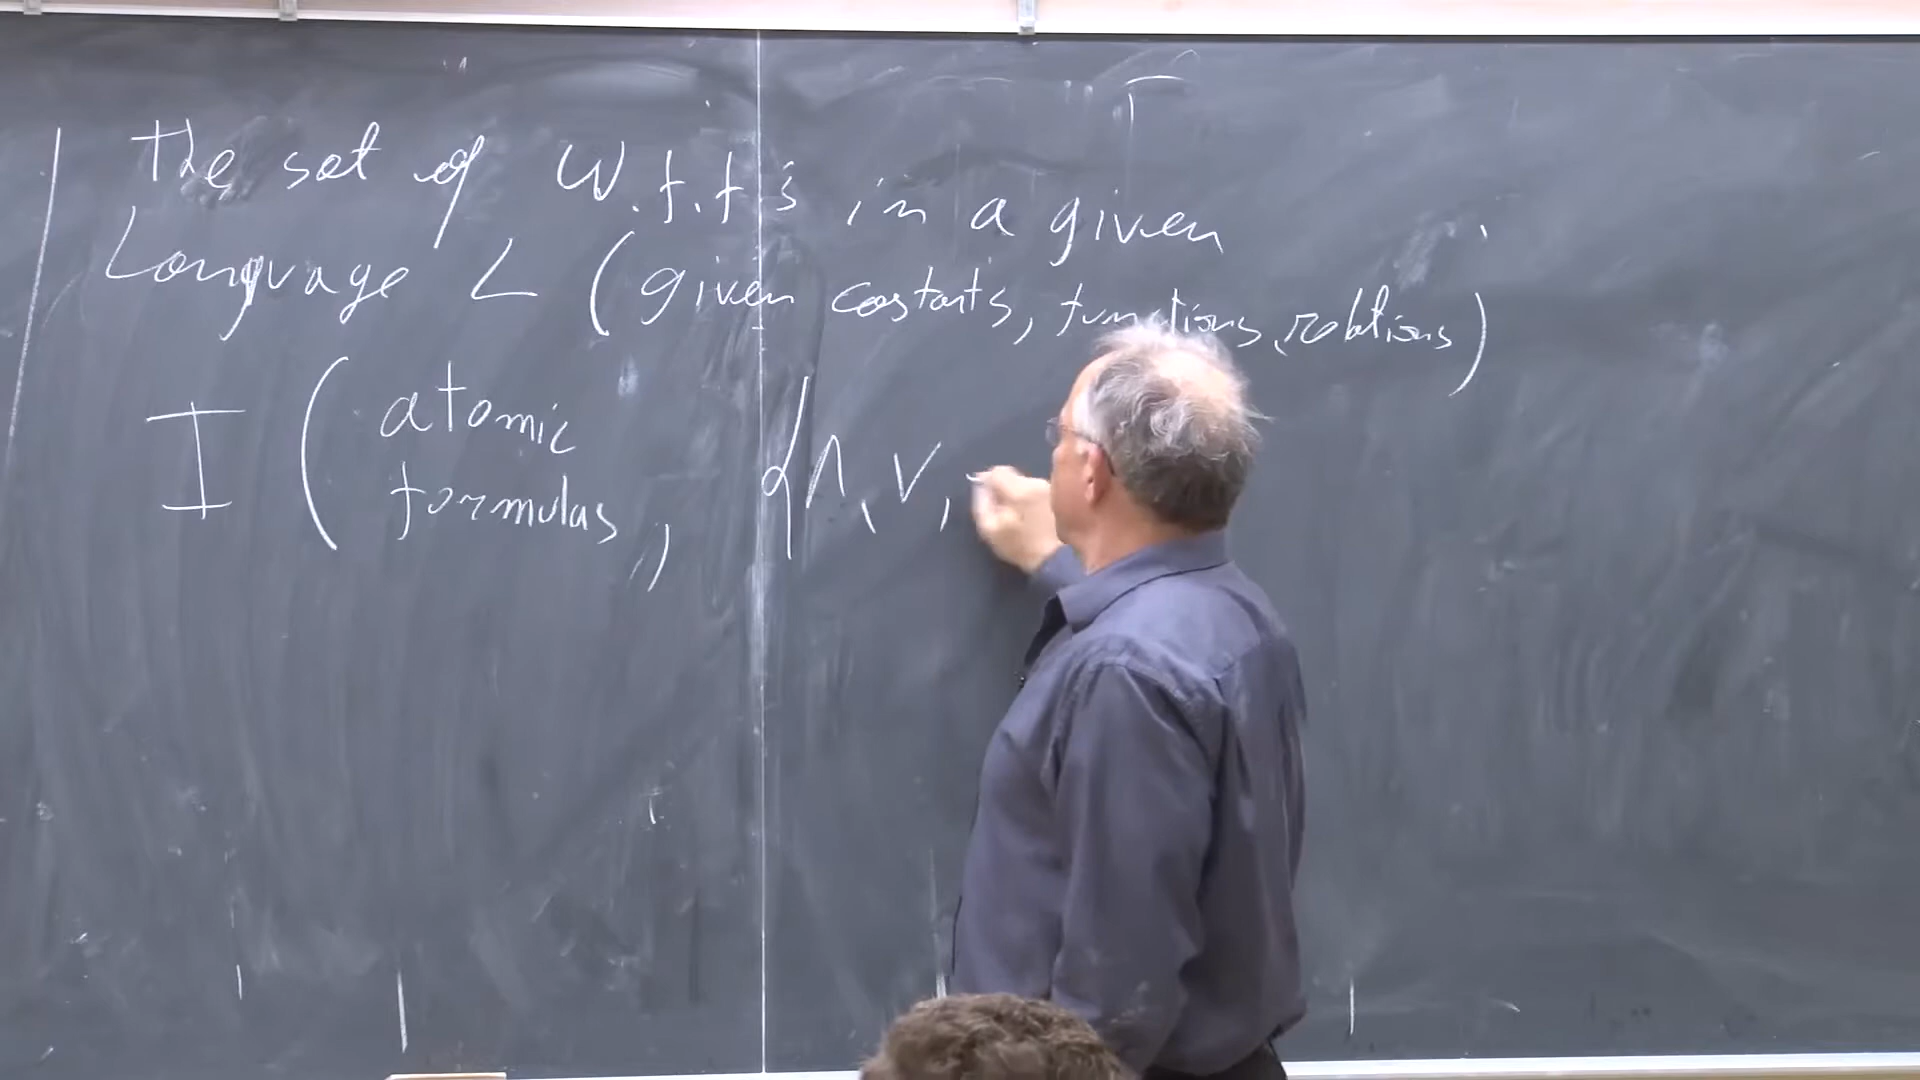 The set of W.f.f.'s in a given
Language L (given costants, functions, relations)
I ( atomic
formulas, { ∧, ∨,